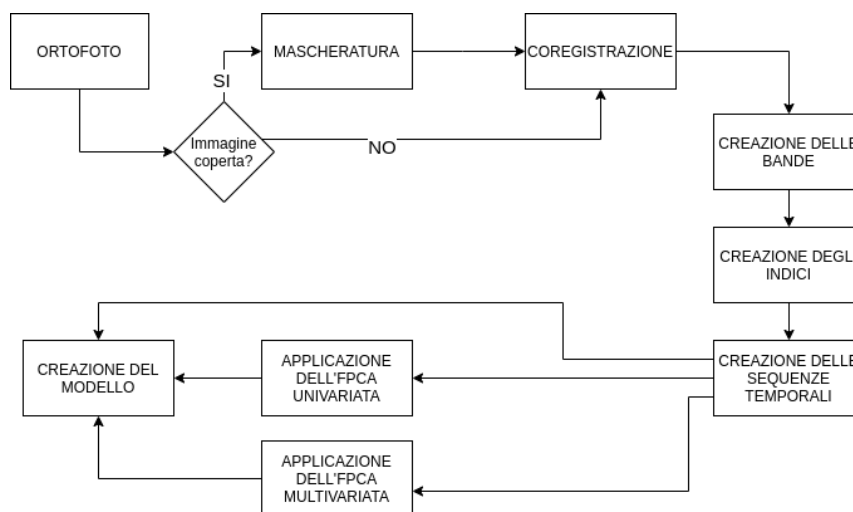 ORTOFOTO
MASCHERATURA
COREGISTRAZIONE
SI
Immagine
coperta?
NO
CREAZIONE DELLE
BANDE
CREAZIONE DEGLI
INDICI
CREAZIONE DELLE
SEQUENZE
TEMPORALI
APPLICAZIONE
DELL'FPCA
UNIVARIATA
CREAZIONE DEL
MODELLO
APPLICAZIONE
DELL'FPCA
MULTIVARIATA